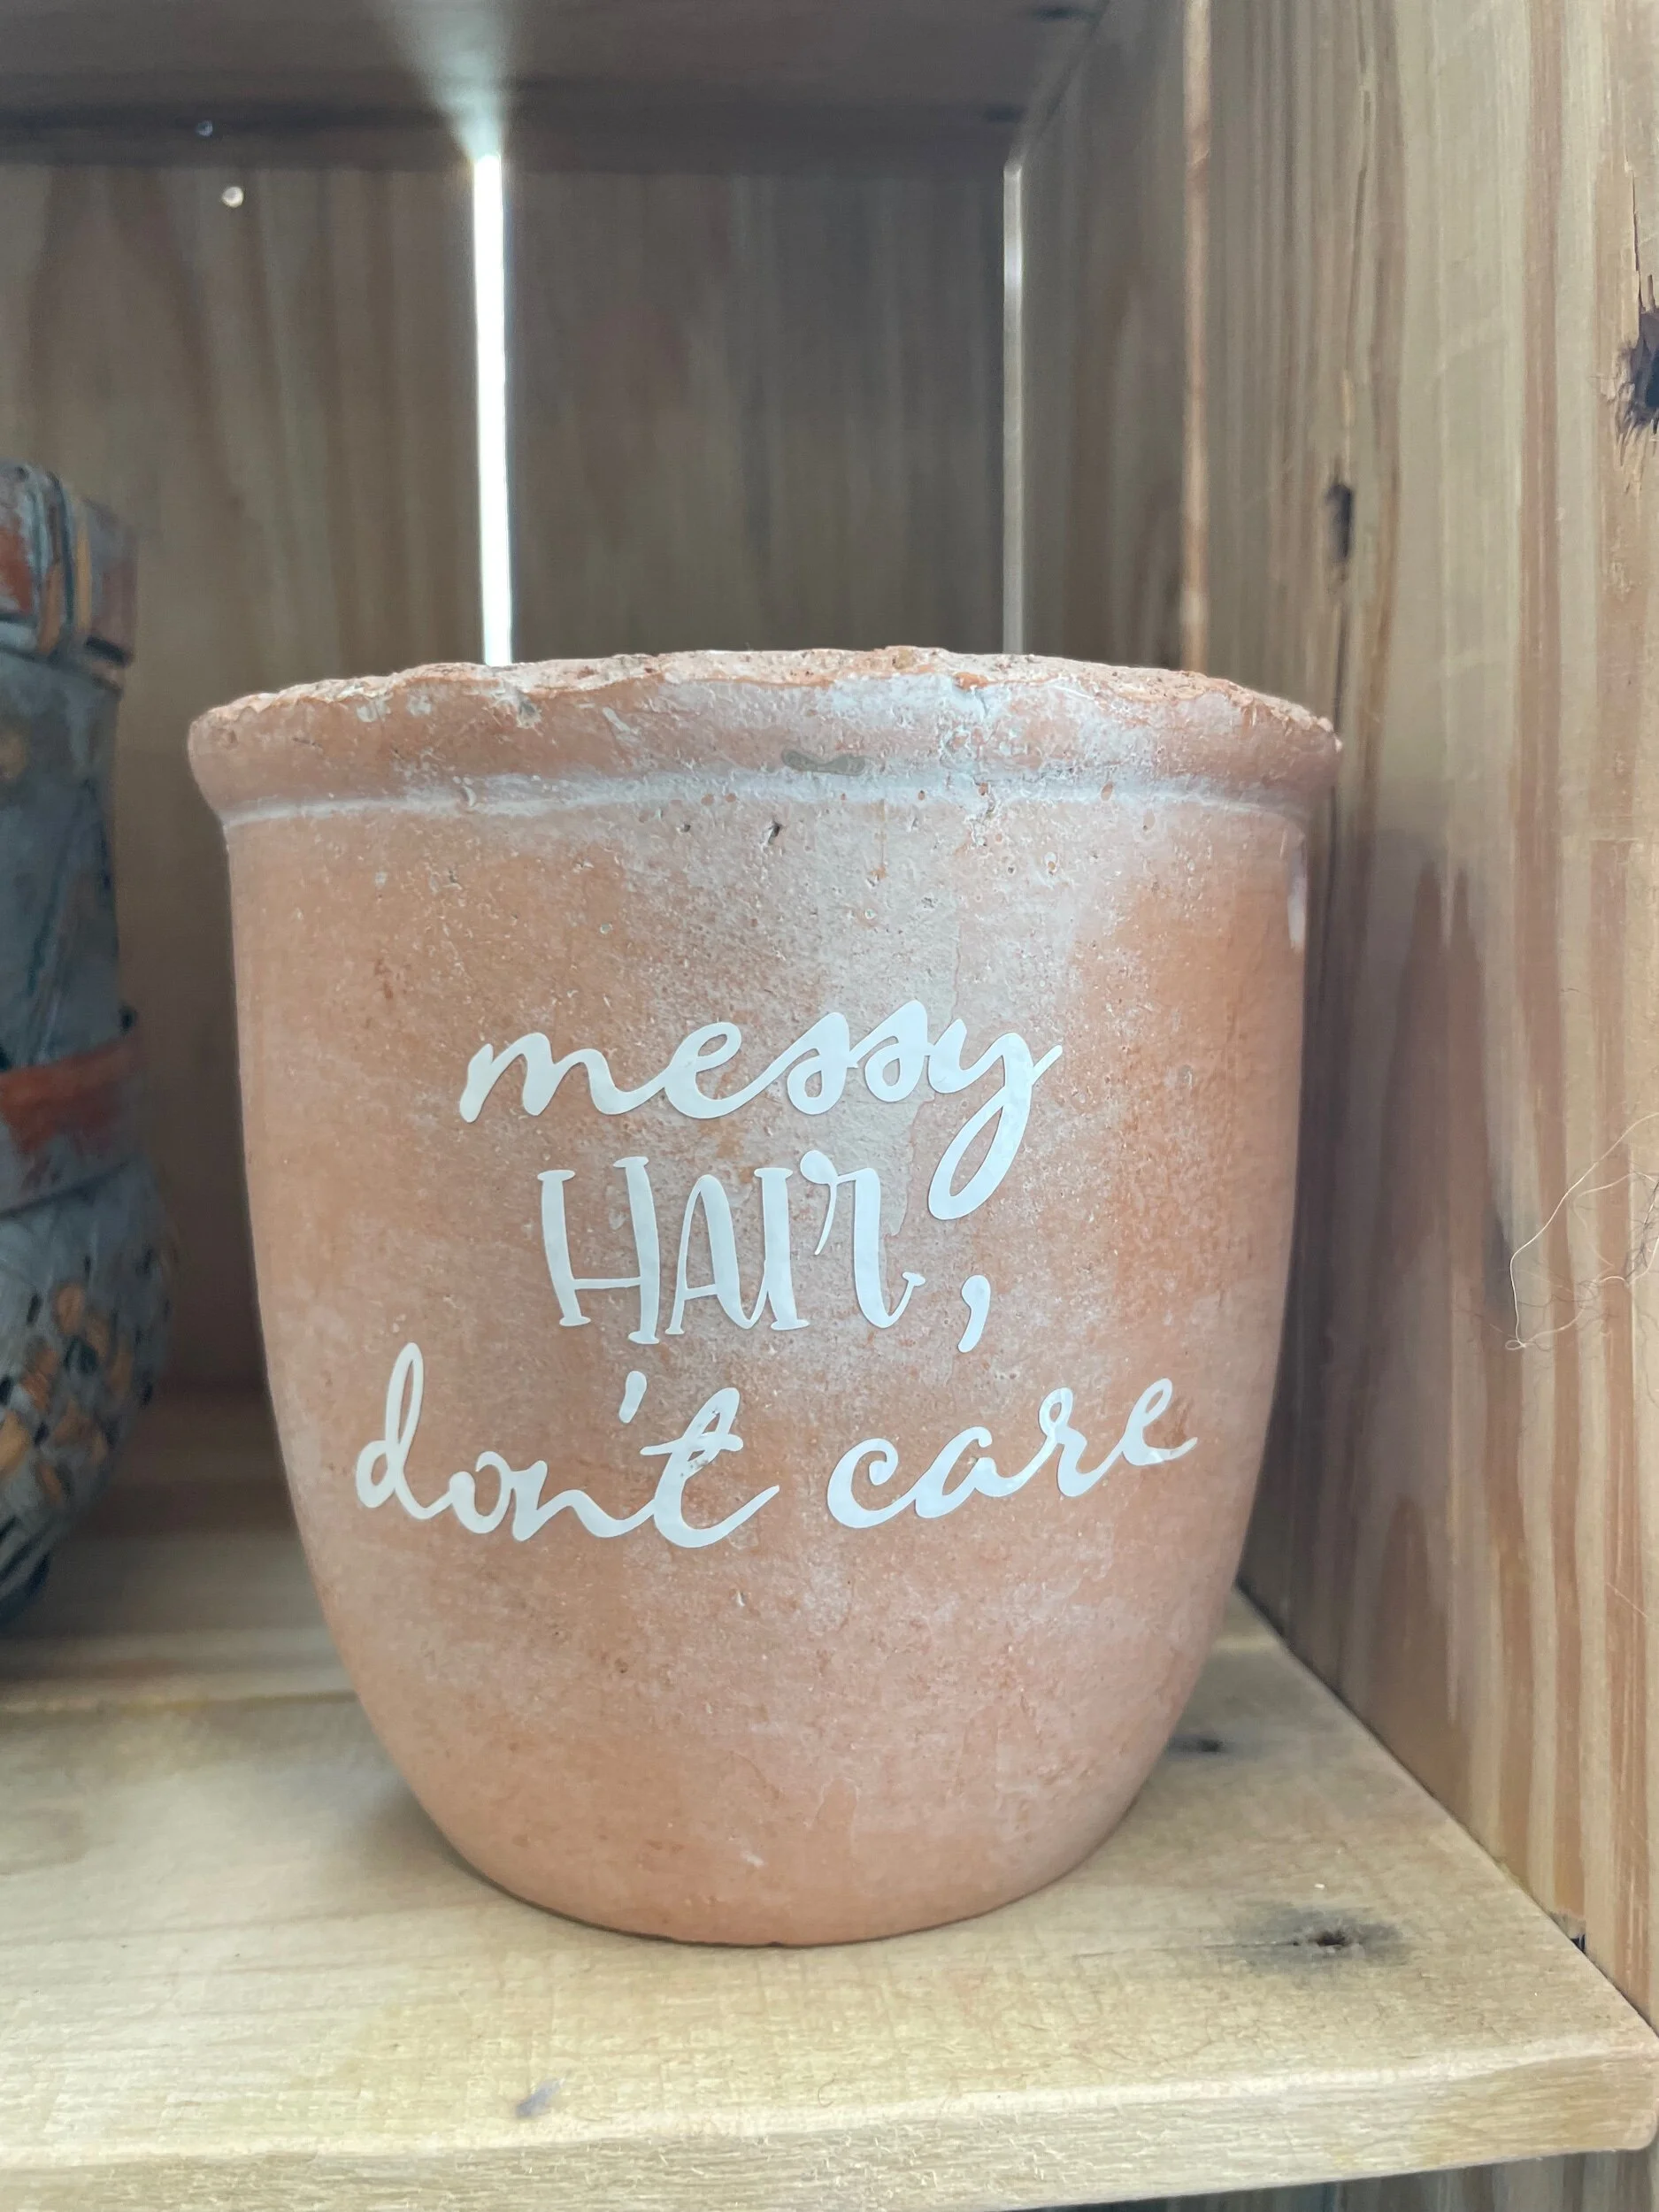 messy
HAIr,
don't care